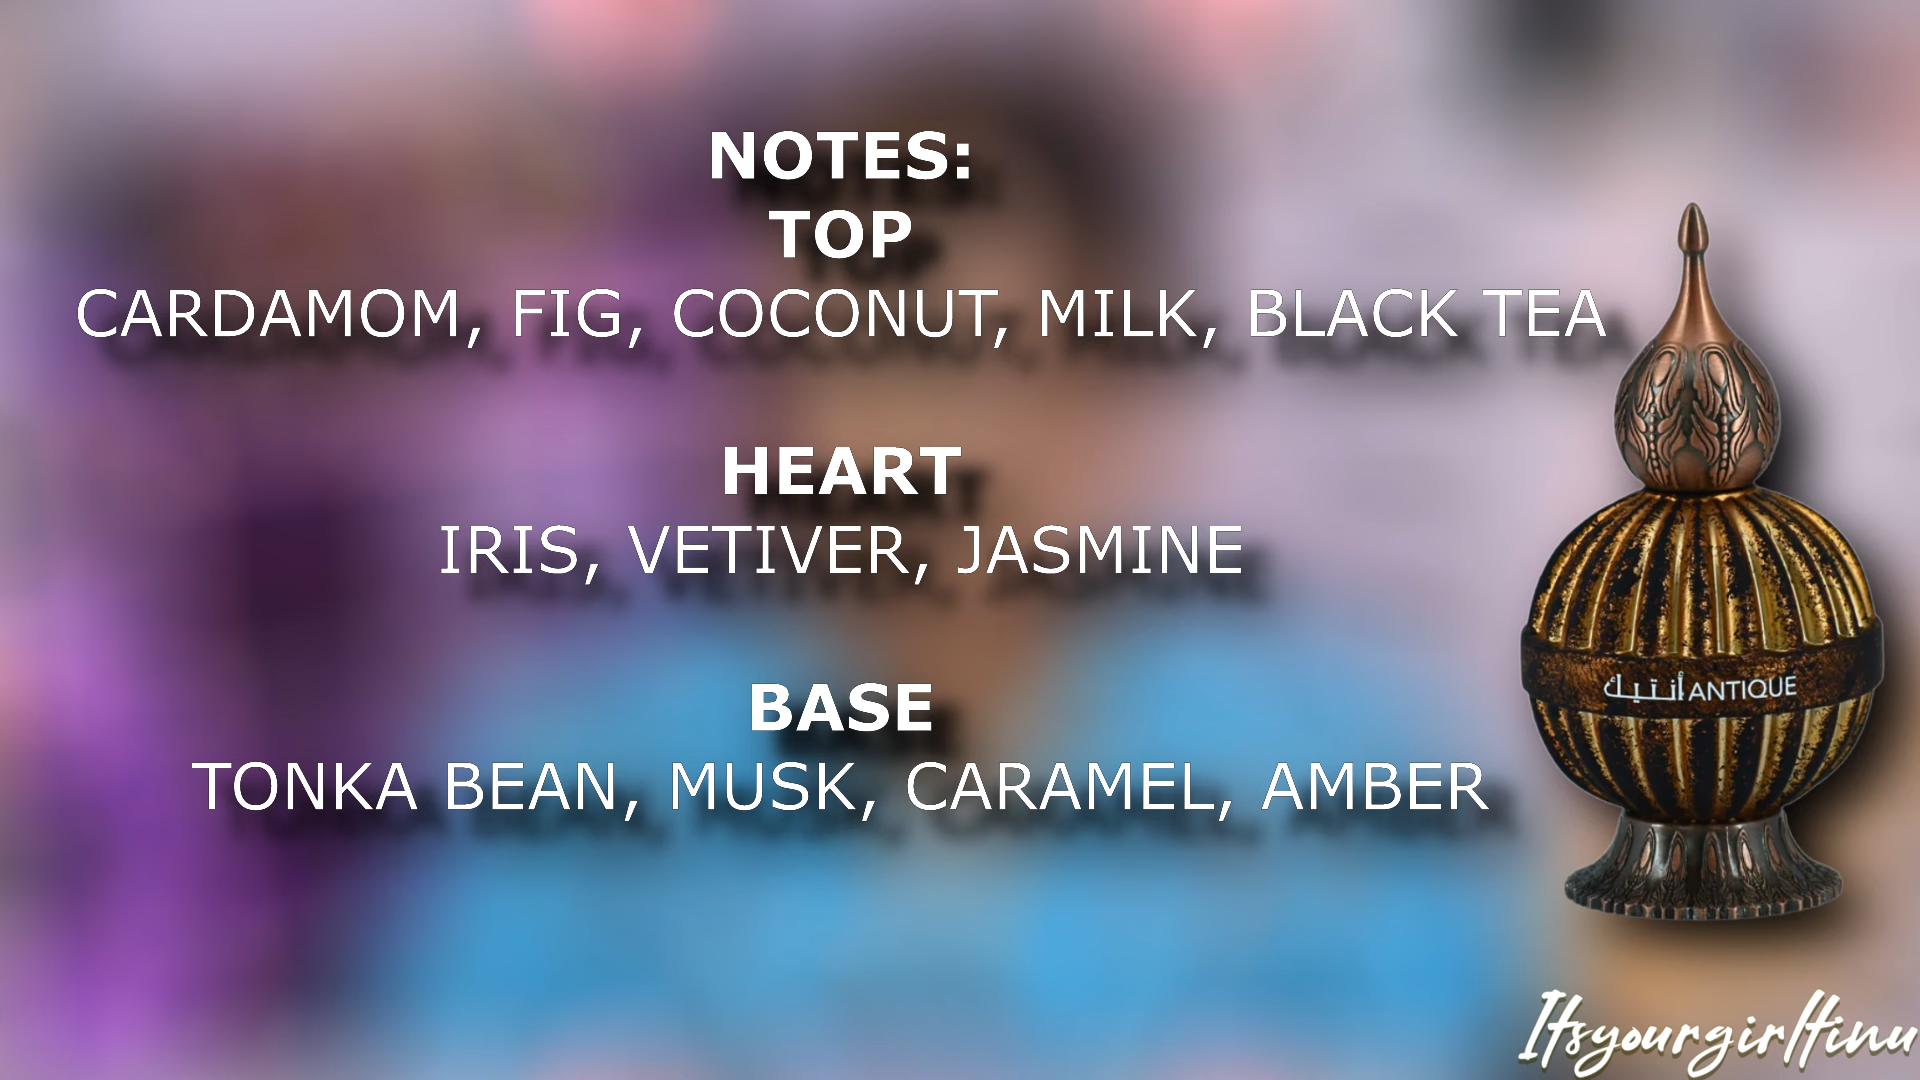 NOTES:
TOP
CARDAMOM, FIG, COCONUT, MILK, BLACK TEA
HEART
IRIS, VETIVER, JASMINE
BASE
TONKA BEAN, MUSK, CARAMEL, AMBER
أنتيك ANTIQUE
Itsyourgirltinu